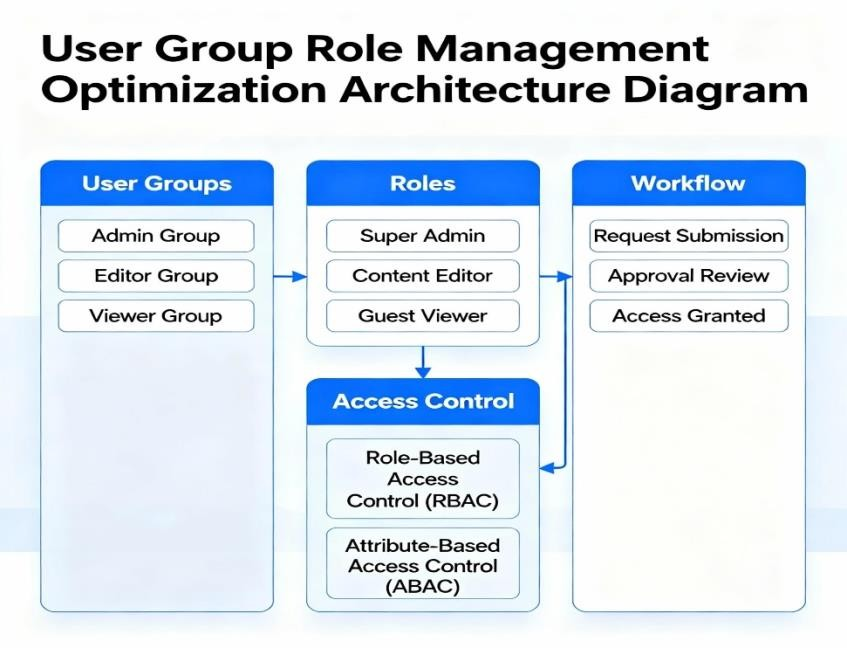 User Group Role Management
Optimization Architecture Diagram
User Groups
Admin Group
Editor Group
Viewer Group
Roles
Super Admin
Content Editor
Guest Viewer
Access Control
Role-Based
Access
Control (RBAC)
Attribute-Based
Access Control
(ABAC)
Workflow
Request Submission
Approval Review
Access Granted